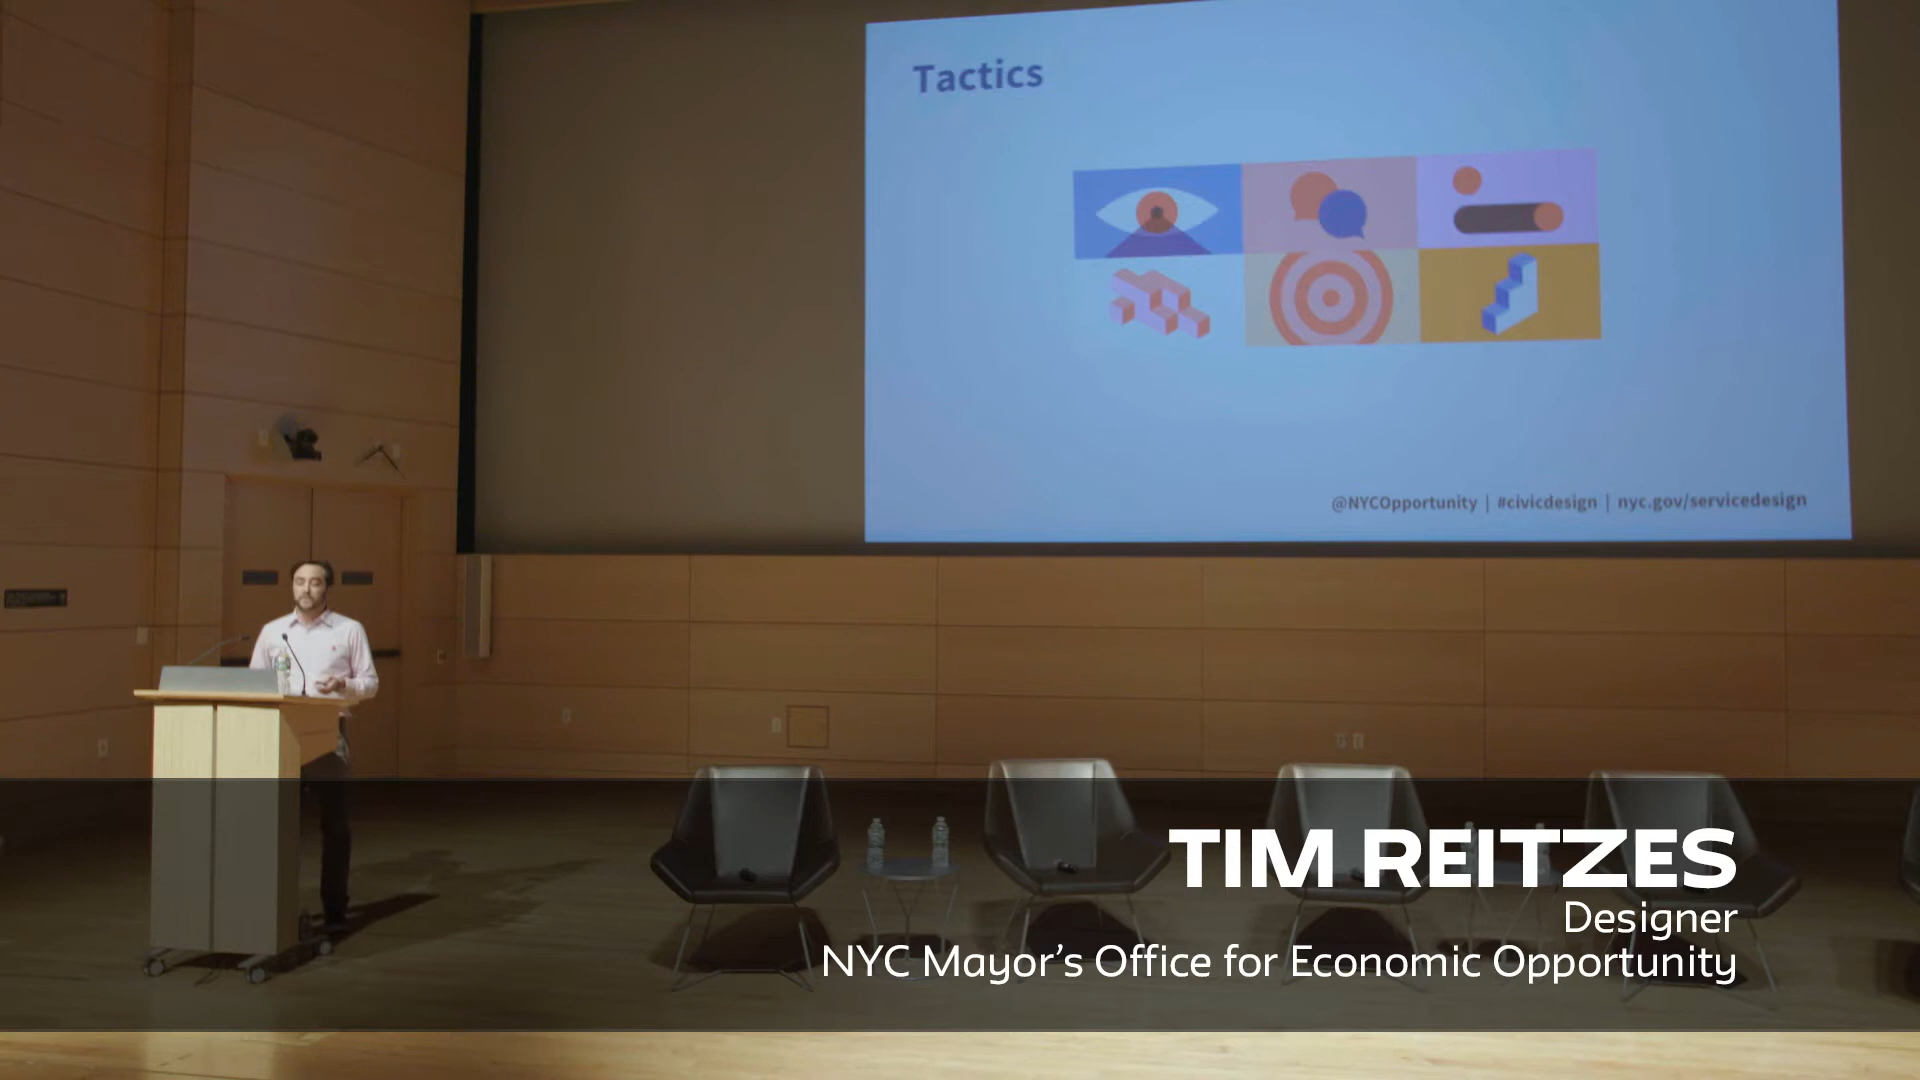 Tactics
@NYCOpportunity | #civicdesign | nyc.gov/servicedesign
TIM REITZES
Designer
NYC Mayor’s Office for Economic Opportunity